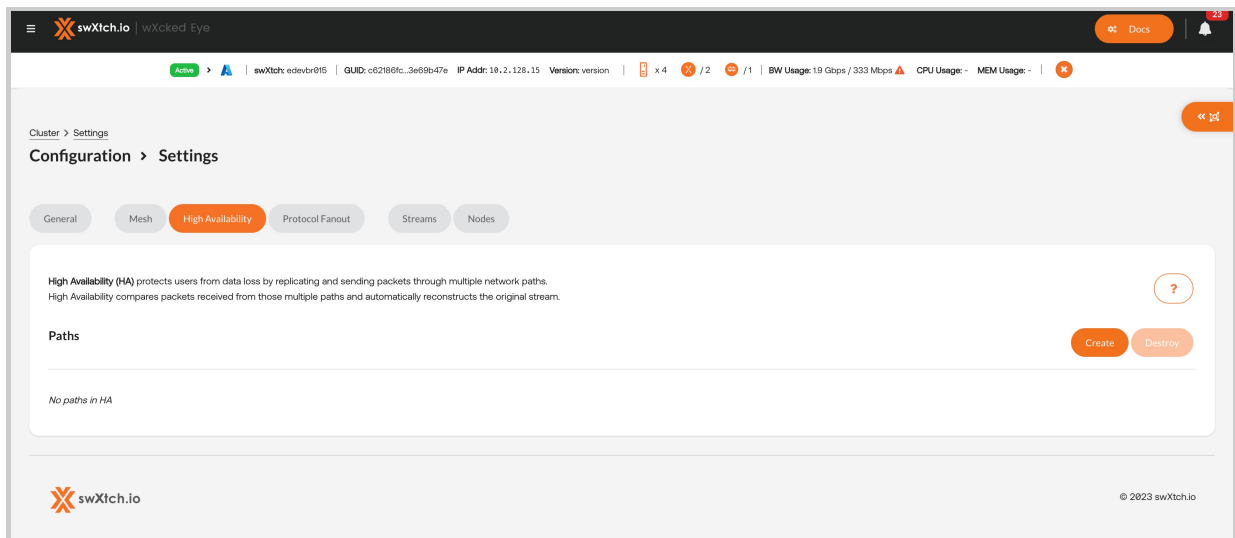 swXtch.io | wXcked Eye
Docs
23
Active > | swXtch: edevbr015 | GUID: c62186fc...3e69b47e IP Addr: 10.2.128.15 Version: version | x 4 / 2 / 1 | BW Usage: 1.9 Gbps / 333 Mbps CPU Usage: - MEM Usage: - |
Cluster > Settings
Configuration > Settings
General Mesh High Availability Protocol Fanout Streams Nodes
High Availability (HA) protects users from data loss by replicating and sending packets through multiple network paths.
High Availability compares packets received from those multiple paths and automatically reconstructs the original stream.
?
Paths
Create Destroy
No paths in HA
swXtch.io
© 2023 swXtch.io